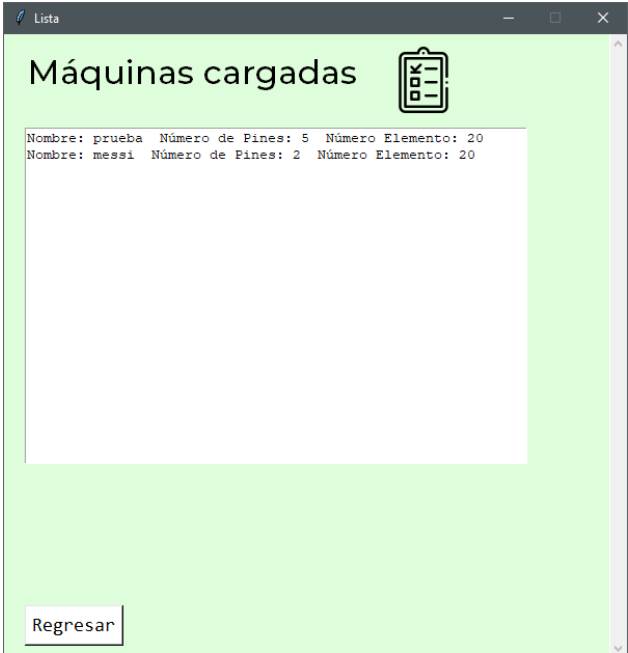 Lista
Máquinas cargadas
Nombre: prueba  Número de Pines: 5  Número Elemento: 20
Nombre: messi  Número de Pines: 2  Número Elemento: 20
Regresar